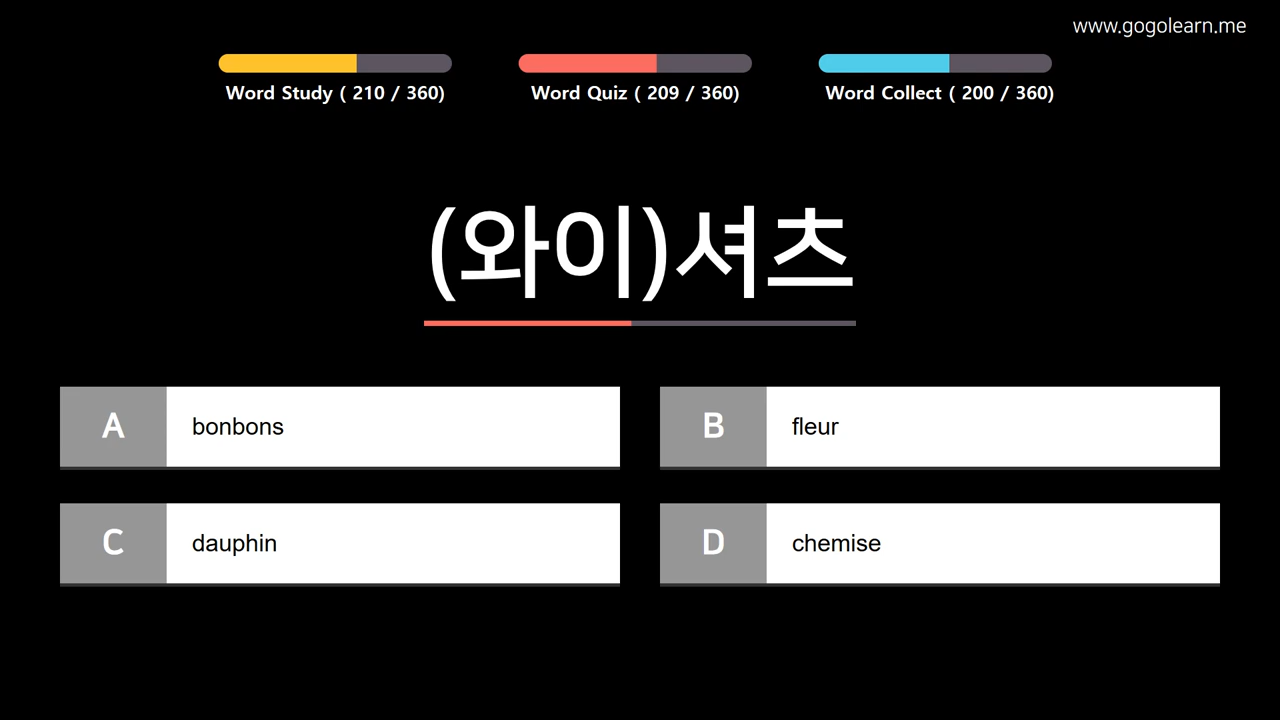 www.gogolearn.me
Word Study ( 210 / 360)
Word Quiz ( 209 / 360)
Word Collect ( 200 / 360)
(와이)셔츠
A bonbons
B fleur
C dauphin
D chemise